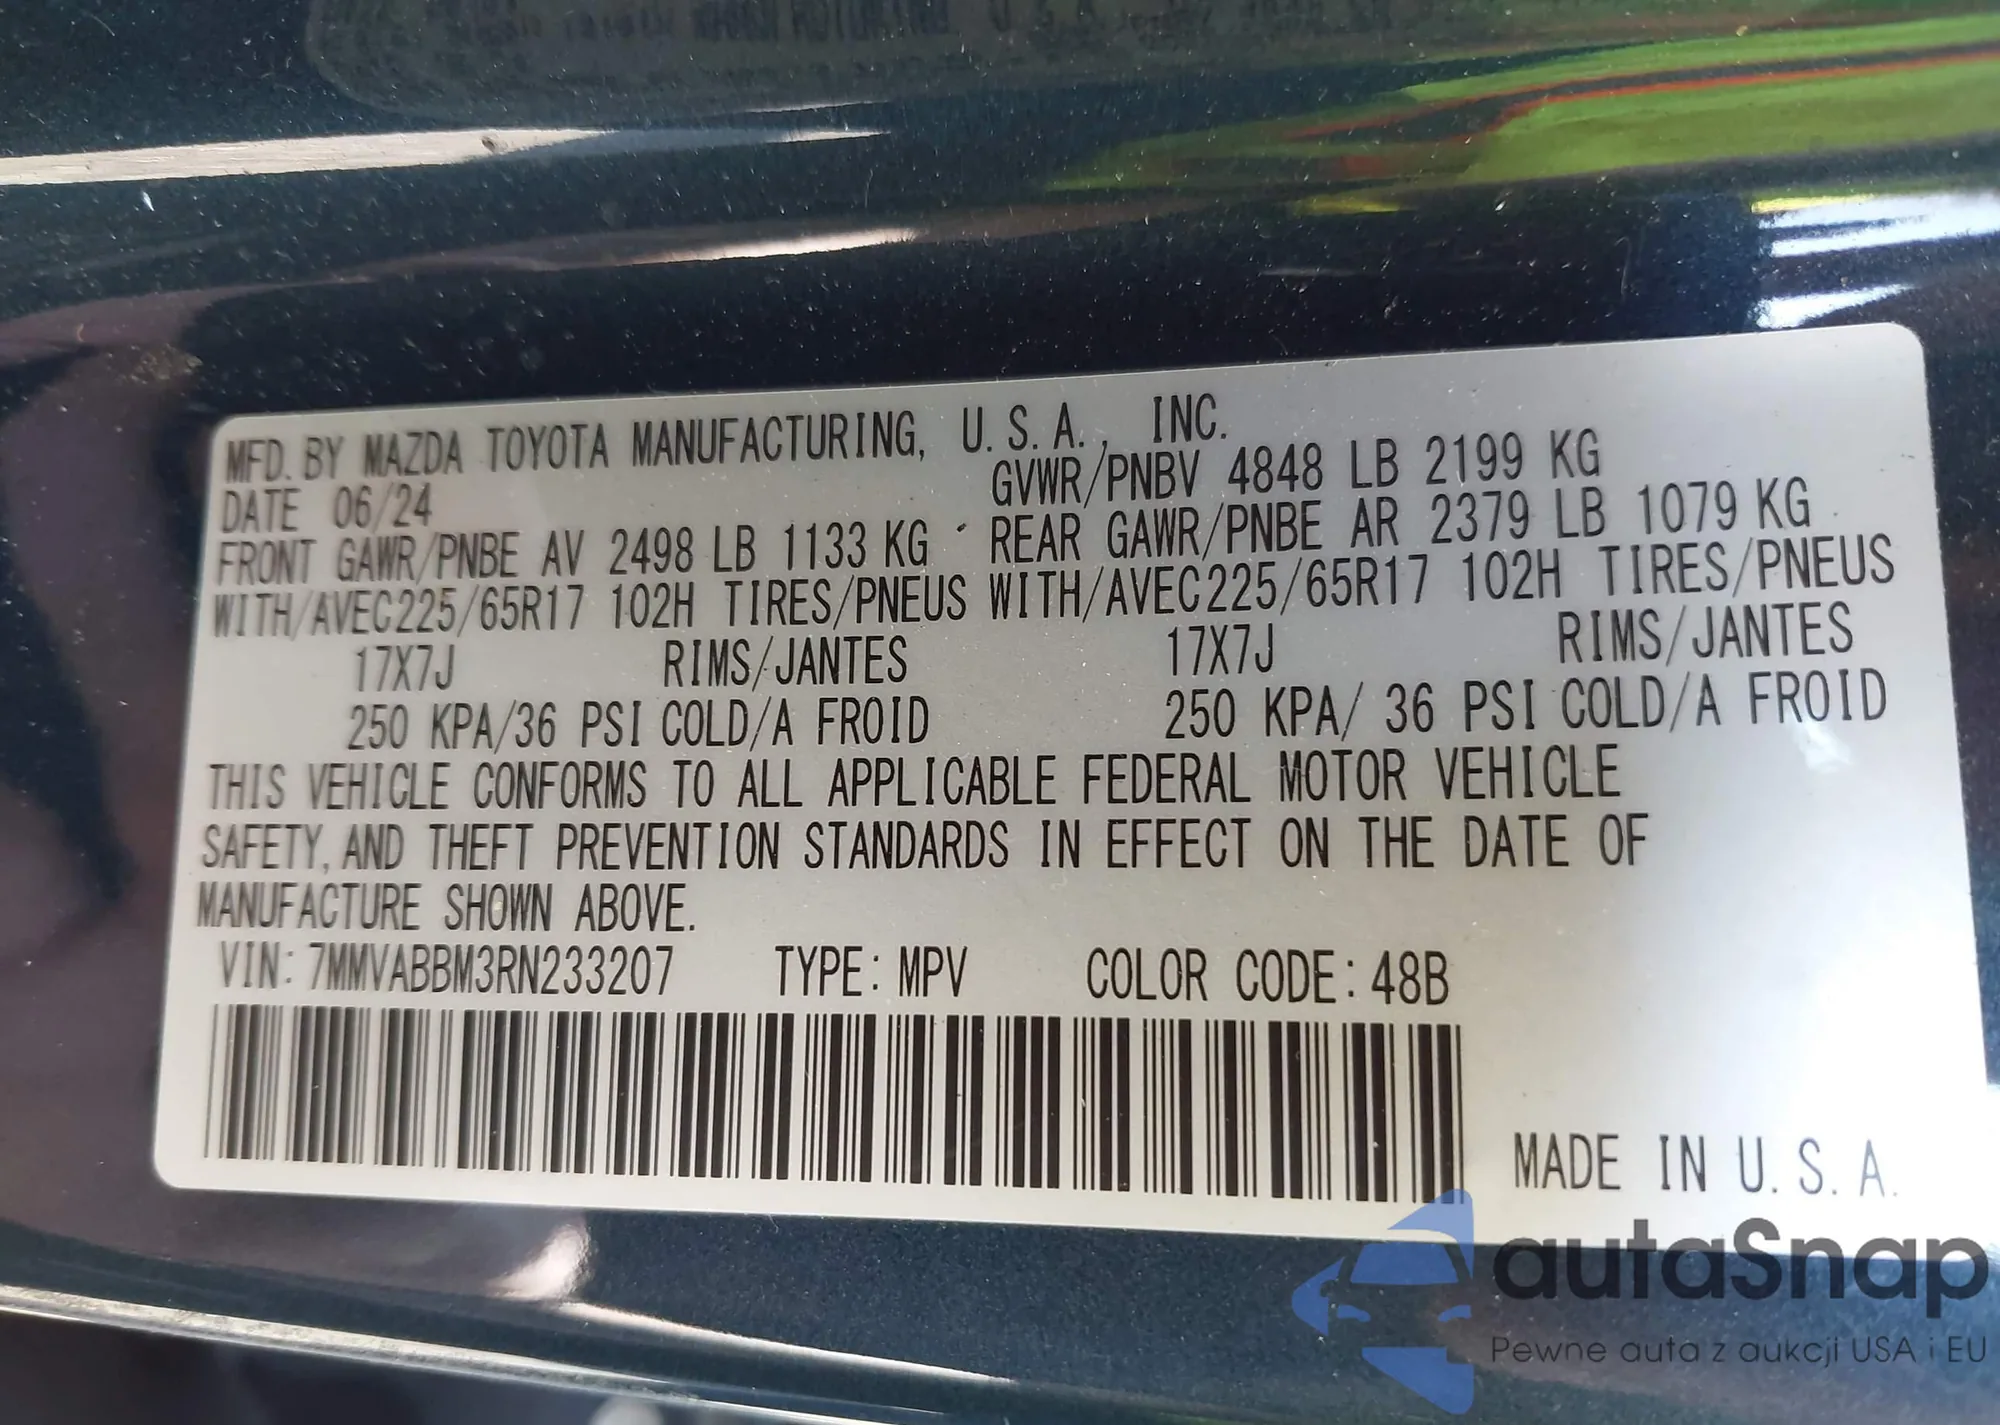 MFD. BY MAZDA TOYOTA MANUFACTURING, U.S.A., INC.
DATE 06/24 GVWR/PNBV 4848 LB 2199 KG
FRONT GAWR/PNBE AV 2498 LB 1133 KG REAR GAWR/PNBE AR 2379 LB 1079 KG
WITH/AVEC225/65R17 102H TIRES/PNEUS WITH/AVEC225/65R17 102H TIRES/PNEUS
17X7J RIMS/JANTES 17X7J RIMS/JANTES
250 KPA/36 PSI COLD/A FROID 250 KPA/ 36 PSI COLD/A FROID
THIS VEHICLE CONFORMS TO ALL APPLICABLE FEDERAL MOTOR VEHICLE
SAFETY, AND THEFT PREVENTION STANDARDS IN EFFECT ON THE DATE OF
MANUFACTURE SHOWN ABOVE.
VIN: 7MMVABBM3RN233207 TYPE: MPV COLOR CODE: 48B
MADE IN U.S.A.
autaSnap
Pewne auta z aukcji USA i EU